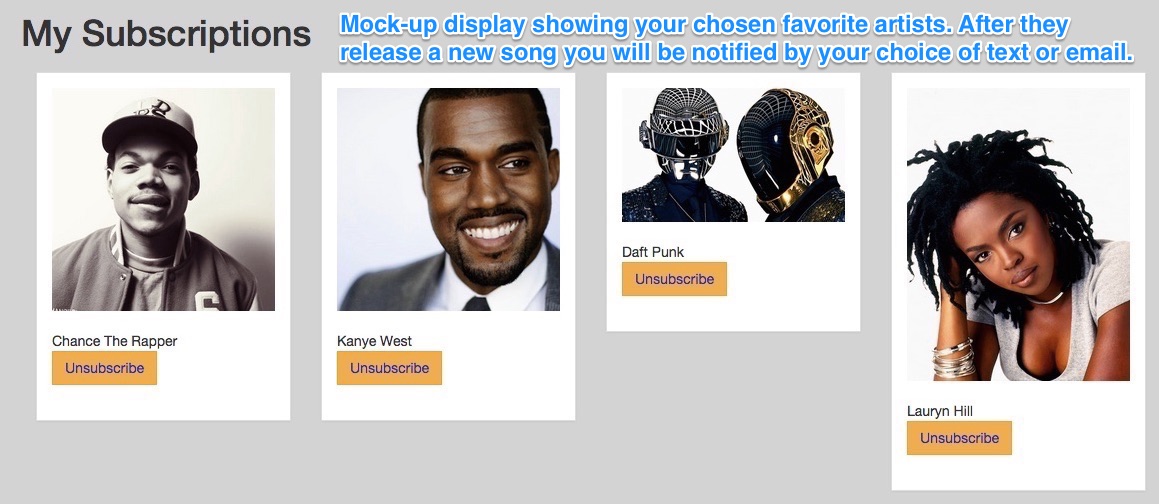 My Subscriptions
Mock-up display showing your chosen favorite artists. After they
release a new song you will be notified by your choice of text or email.
Chance The Rapper
Unsubscribe
Kanye West
Unsubscribe
Daft Punk
Unsubscribe
Lauryn Hill
Unsubscribe